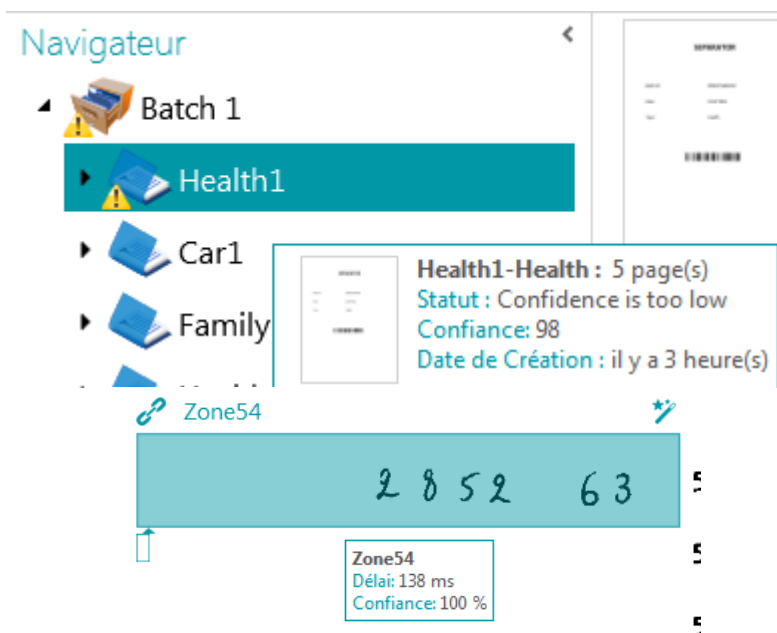 Navigateur
Batch 1
Health1
Car1
Family
SEPARATOR
Health1-Health : 5 page(s)
Statut : Confidence is too low
Confiance: 98
Date de Création : il y a 3 heure(s)
Zone54
2852 63
Zone54
Délai: 138 ms
Confiance: 100 %